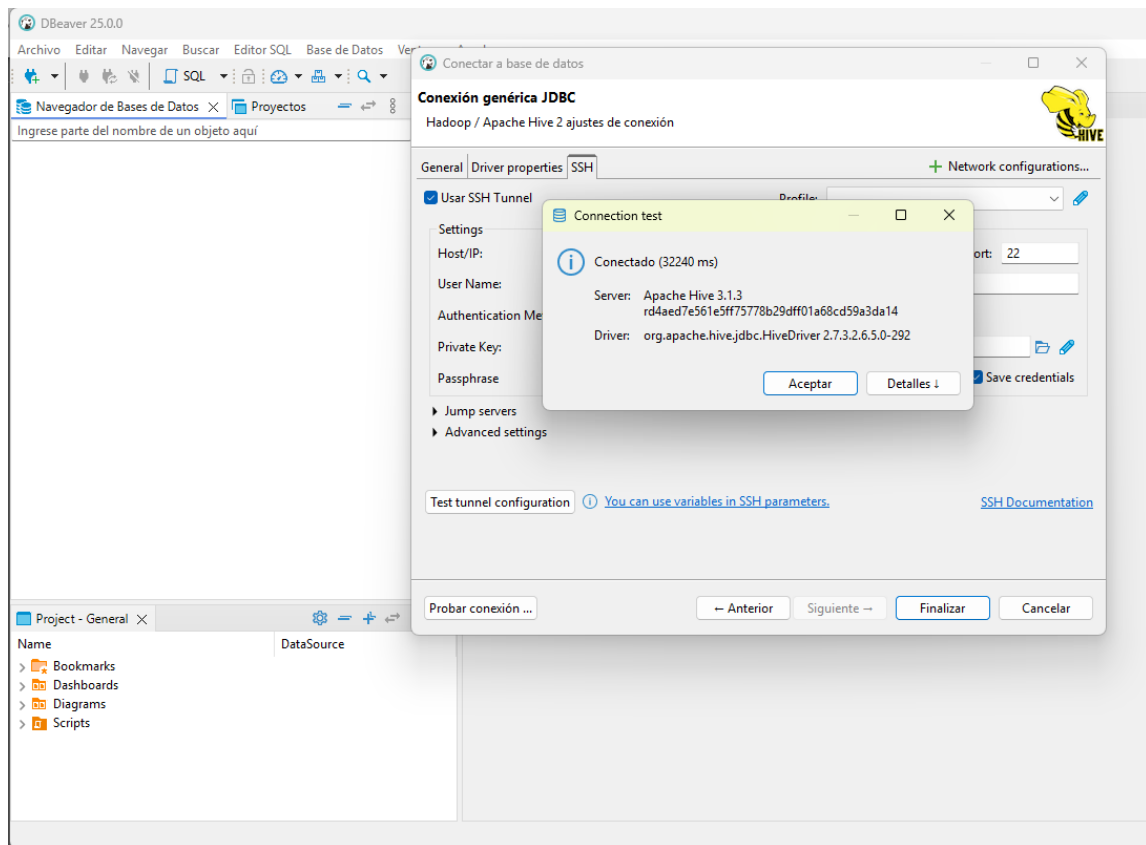 DBeaver 25.0.0
Archivo Editar Navegar Buscar Editor SQL Base de Datos
SQL
Navegador de Bases de Datos Proyectos
Ingrese parte del nombre de un objeto aquí
Conectar a base de datos
Conexión genérica JDBC
Hadoop / Apache Hive 2 ajustes de conexión
HIVE
General Driver properties SSH
Network configurations...
Usar SSH Tunnel
Profile:
Settings
Host/IP:
ort: 22
User Name:
Authentication Me
Private Key:
Passphrase
Save credentials
Connection test
Conectado (32240 ms)
Server: Apache Hive 3.1.3
rd4aed7e561e5ff75778b29dff01a68cd59a3da14
Driver: org.apache.hive.jdbc.HiveDriver 2.7.3.2.6.5.0-292
Aceptar Detalles ↓
Jump servers
Advanced settings
Test tunnel configuration You can use variables in SSH parameters. SSH Documentation
Probar conexión ... ← Anterior Siguiente → Finalizar Cancelar
Project - General
Name DataSource
Bookmarks
Dashboards
Diagrams
Scripts